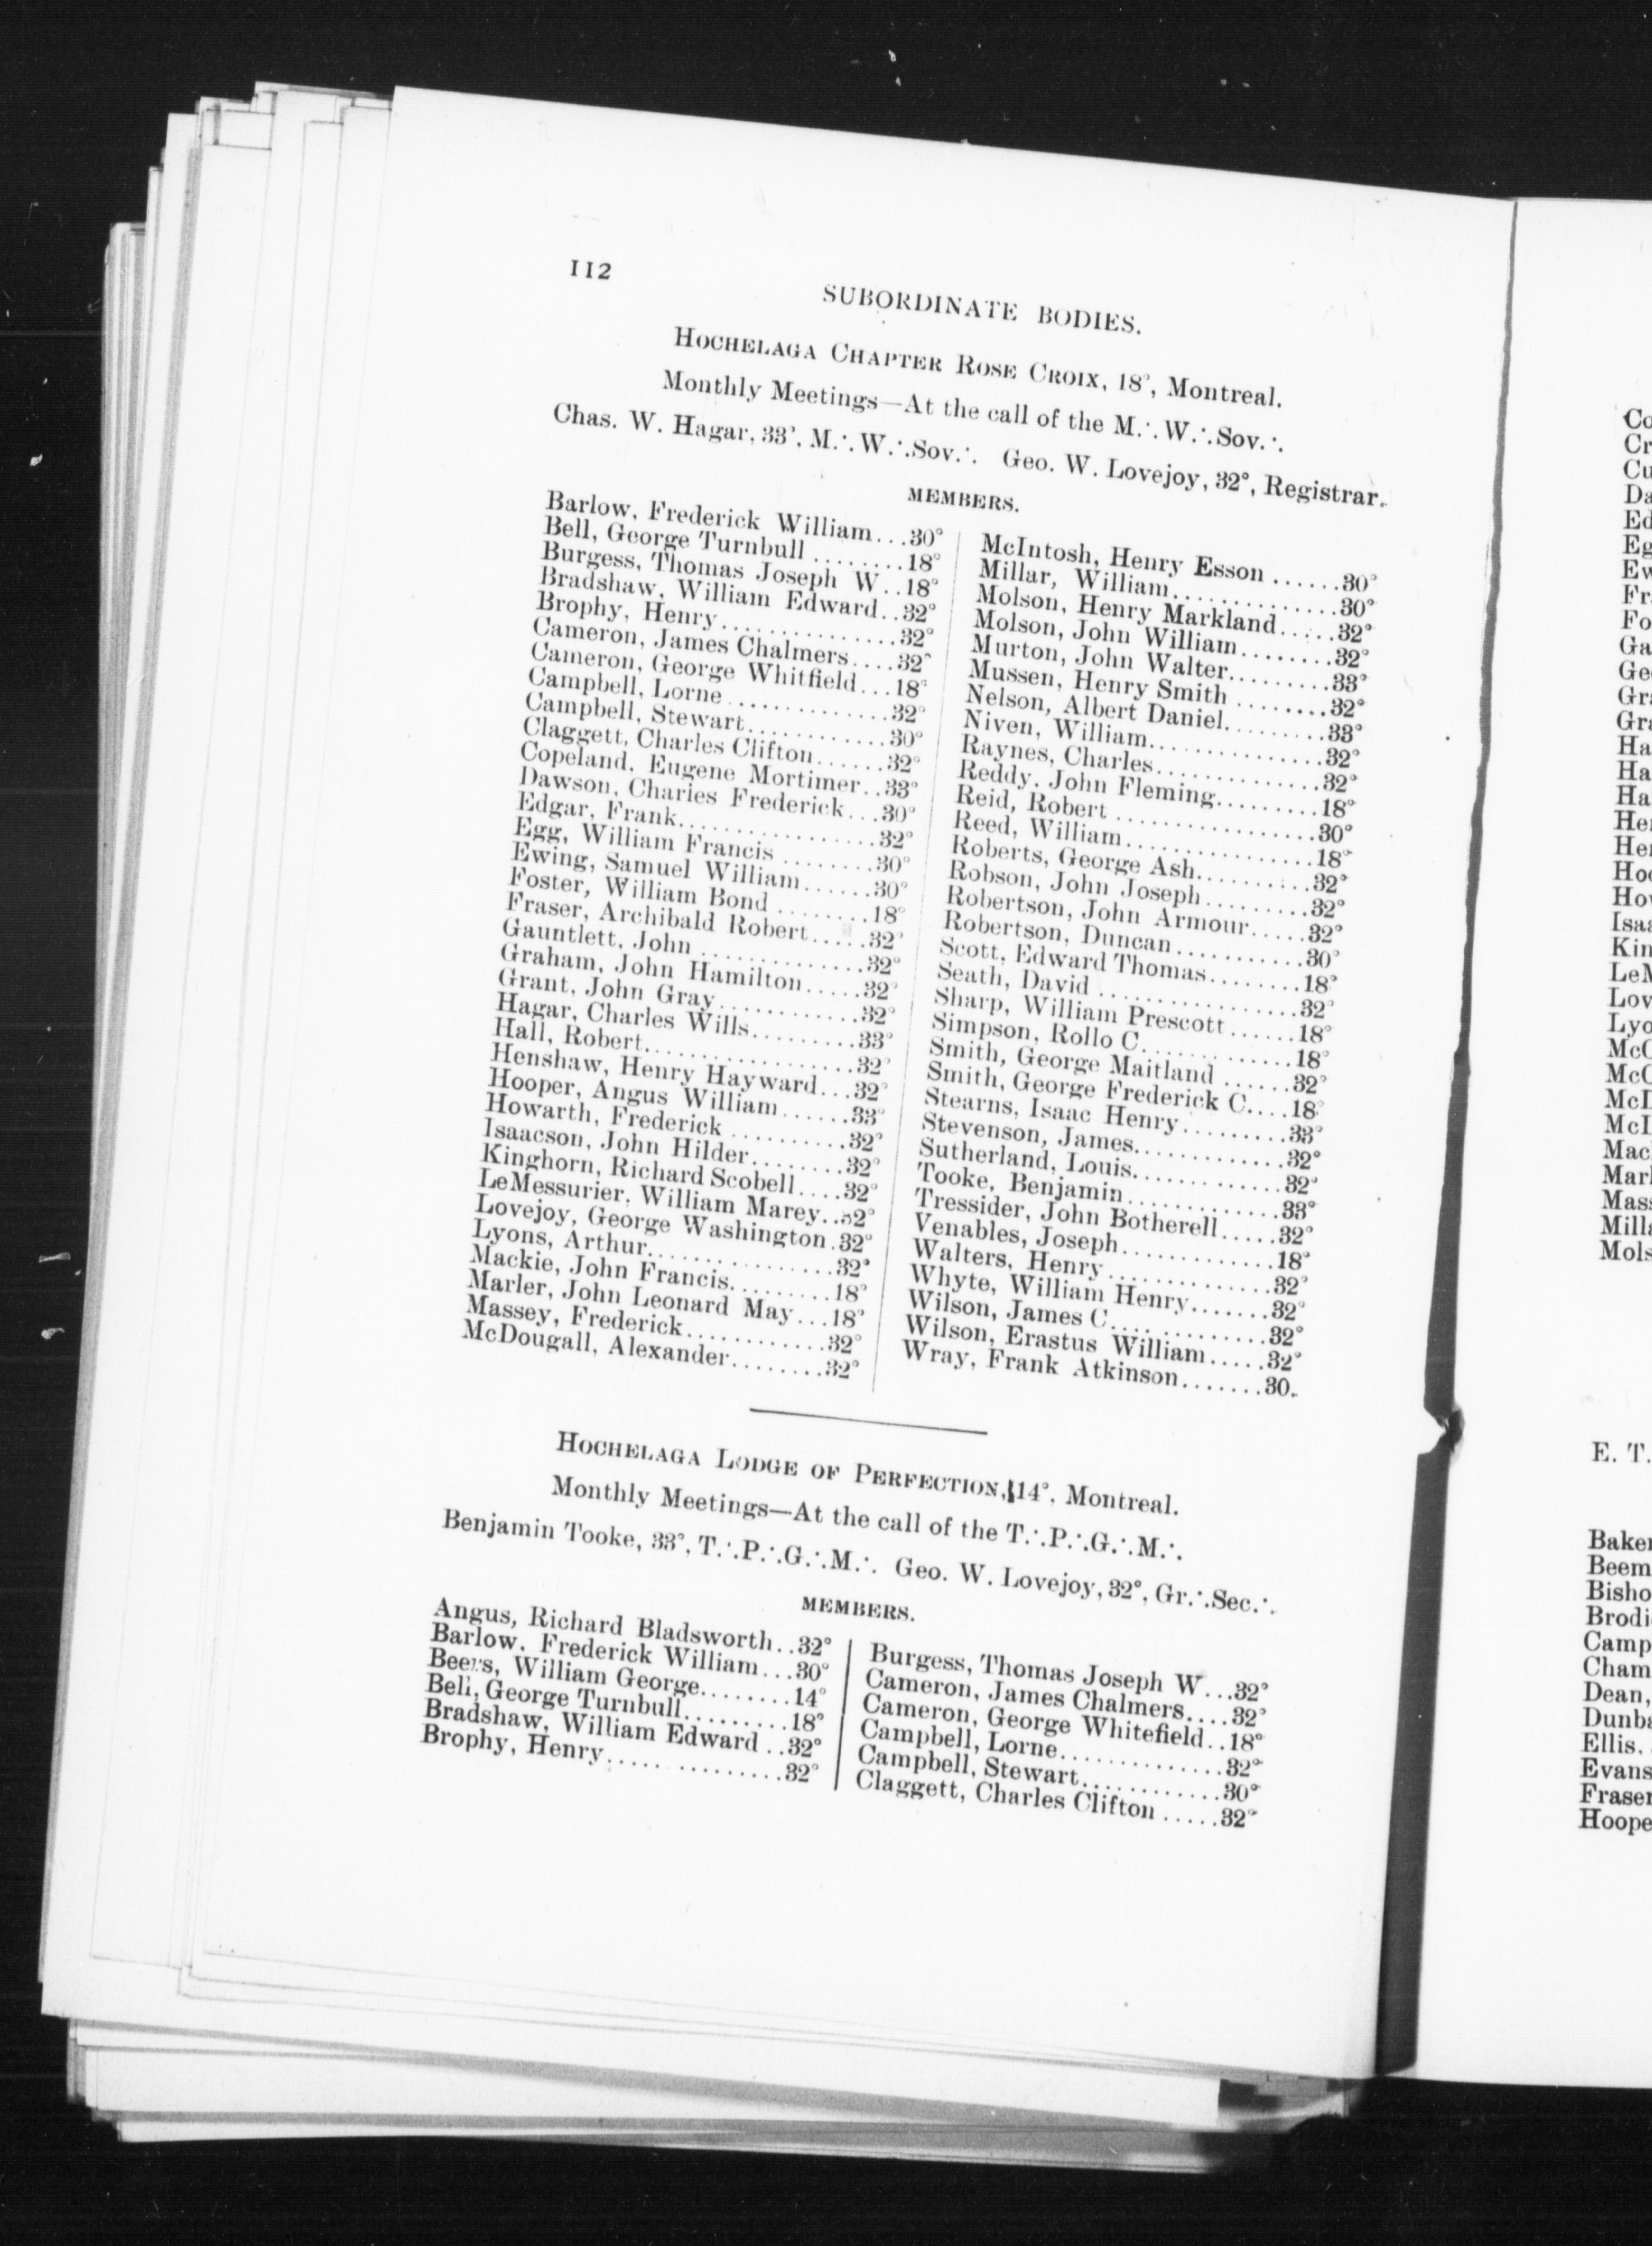 112
SUBORDINATE BODIES.
HOCHELAGA CHAPTER ROSE CROIX, 18°, Montreal.
Monthly Meetings—At the call of the M.∴W.∴Sov.∴
Chas. W. Hagar, 33°, M.∴W.∴Sov.∴ Geo. W. Lovejoy, 32°, Registrar.
MEMBERS.
Barlow, Frederick William...30°
Bell, George Turnbull ........18°
Burgess, Thomas Joseph W..18°
Bradshaw, William Edward..32°
Brophy, Henry...............32°
Cameron, James Chalmers....32°
Cameron, George Whitfield...18°
Campbell, Lorne.............32°
Campbell, Stewart............30°
Claggett, Charles Clifton......32°
Copeland, Eugene Mortimer..33°
Dawson, Charles Frederick...30°
Edgar, Frank.................32°
Egg, William Francis ........30°
Ewing, Samuel William......30°
Foster, William Bond ........18°
Fraser, Archibald Robert.....32°
Gauntlett, John..............32°
Graham, John Hamilton.....32°
Grant, John Gray............32°
Hagar, Charles Wills.........33°
Hall, Robert..................32°
Henshaw, Henry Hayward...32°
Hooper, Angus William......33°
Howarth, Frederick ..........32°
Isaacson, John Hilder........32°
Kinghorn, Richard Scobell....32°
LeMessurier, William Marey..32°
Lovejoy, George Washington.32°
Lyons, Arthur................32°
Mackie, John Francis.........18°
Marler, John Leonard May...18°
Massey, Frederick............32°
McDougall, Alexander........32°
McIntosh, Henry Esson ......30°
Millar, William..............30°
Molson, Henry Markland.....32°
Molson, John William........32°
Murton, John Walter.........33°
Mussen, Henry Smith ........32°
Nelson, Albert Daniel.........33°
Niven, William...............32°
Raynes, Charles..............32°
Reddy, John Fleming.........18°
Reid, Robert .................30°
Reed, William................18°
Roberts, George Ash..........32°
Robson, John Joseph.........32°
Robertson, John Armour.....32°
Robertson, Duncan...........30°
Scott, Edward Thomas........18°
Seath, David .................32°
Sharp, William Prescott......18°
Simpson, Rollo C.............18°
Smith, George Maitland ......32°
Smith, George Frederick C....18°
Stearns, Isaac Henry.........33°
Stevenson, James.............32°
Sutherland, Louis.............32°
Tooke, Benjamin.............33°
Tressider, John Botherell.....32°
Venables, Joseph.............18°
Walters, Henry...............32°
Whyte, William Henry.......32°
Wilson, James C..............32°
Wilson, Erastus William.....32°
Wray, Frank Atkinson.......30.
HOCHELAGA LODGE OF PERFECTION, 14°, Montreal.
Monthly Meetings—At the call of the T.∴P.∴G.∴M.∴
Benjamin Tooke, 33°, T.∴P.∴G.∴M.∴ Geo. W. Lovejoy, 32°, Gr.∴Sec.∴
MEMBERS.
Angus, Richard Bladsworth..32°
Barlow, Frederick William...30°
Beers, William George........14°
Bell, George Turnbull.........18°
Bradshaw, William Edward ..32°
Brophy, Henry...............32°
Burgess, Thomas Joseph W...32°
Cameron, James Chalmers....32°
Cameron, George Whitefield..18°
Campbell, Lorne.............32°
Campbell, Stewart............30°
Claggett, Charles Clifton .....32°
E. T.
Baker
Beem
Dean,
Ellis,
Evans
Fraser